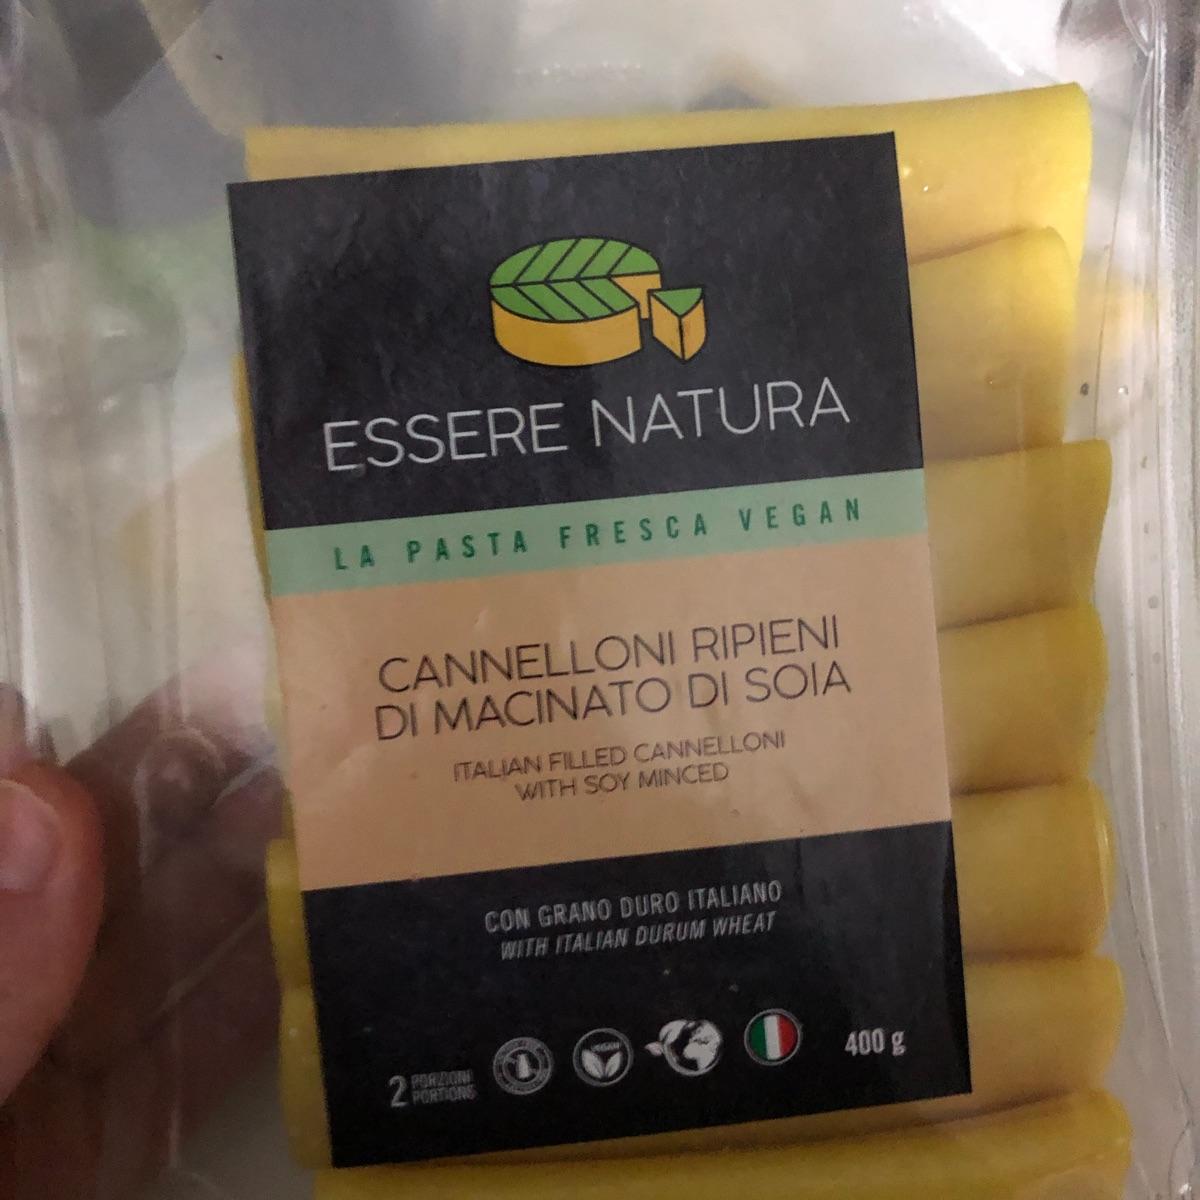 ESSERE NATURA
LA PASTA FRESCA VEGAN
CANNELLONI RIPIENI
DI MACINATO DI SOIA
ITALIAN FILLED CANNELLONI
WITH SOY MINCED
CON GRANO DURO ITALIANO
WITH ITALIAN DURUM WHEAT
2 PORZIONI
PORTIONS
VEGAN
400 g